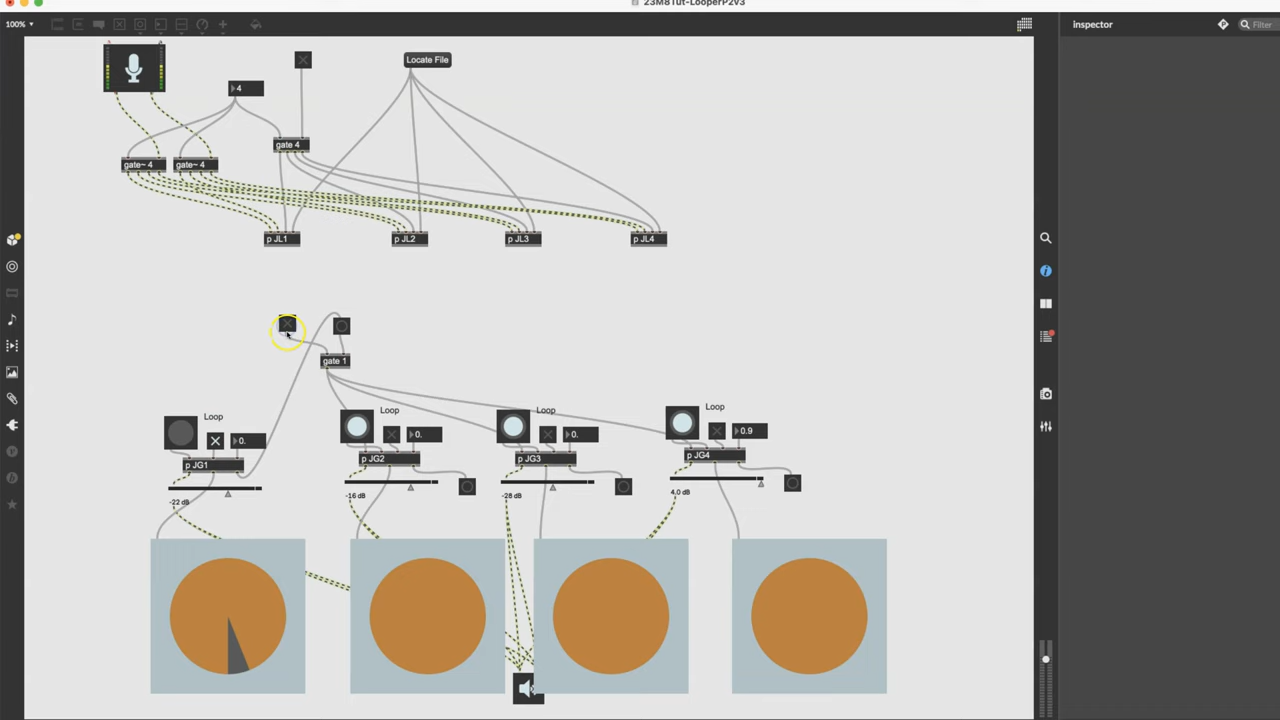 23M8Tut-LooperP2v3
100%
inspector
Filter
Locate File
4
gate 4
gate~ 4
gate~ 4
p JL1
p JL2
p JL3
p JL4
gate 1
Loop
Loop
Loop
Loop
0.
0.
0.
0.9
p JG1
p JG2
p JG3
p JG4
-22 dB
-16 dB
-28 dB
4.0 dB